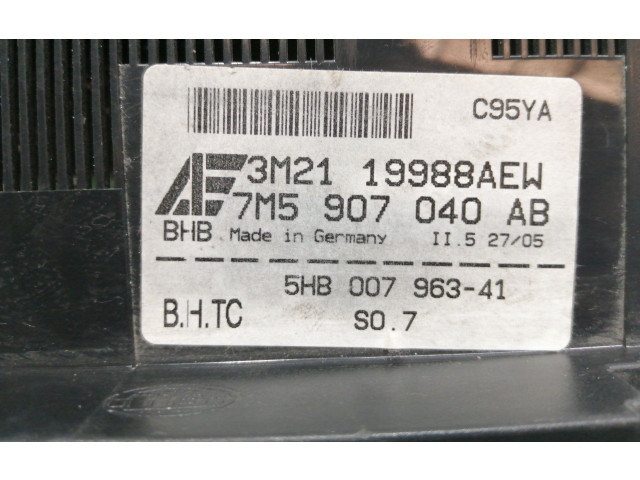 C95YA
AF 3M21 19988AEW
7M5 907 040 AB
BHB Made in Germany II.5 27/05
5HB 007 963-41
B.H.TC S0.7